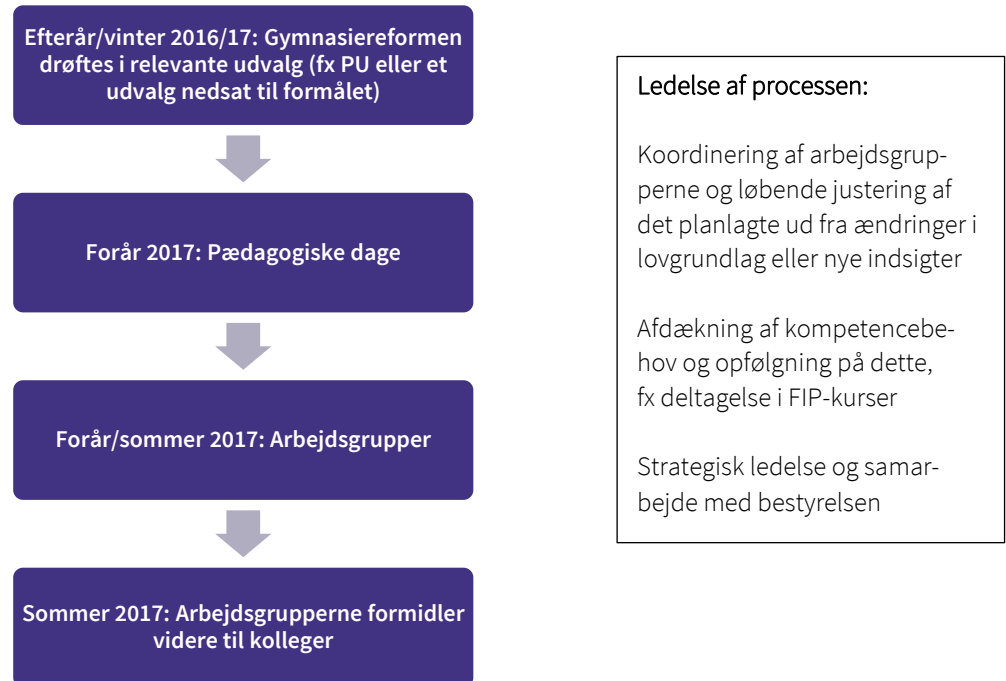 Efterår/vinter 2016/17: Gymnasiereformen
drøftes i relevante udvalg (fx PU eller et
udvalg nedsat til formålet)
Forår 2017: Pædagogiske dage
Forår/sommer 2017: Arbejdsgrupper
Sommer 2017: Arbejdsgrupperne formidler
videre til kolleger
Ledelse af processen:
Koordinering af arbejdsgrup-
perne og løbende justering af
det planlagte ud fra ændringer i
lovgrundlag eller nye indsigter
Afdækning af kompetencebe-
hov og opfølgning på dette,
fx deltagelse i FIP-kurser
Strategisk ledelse og samar-
bejde med bestyrelsen